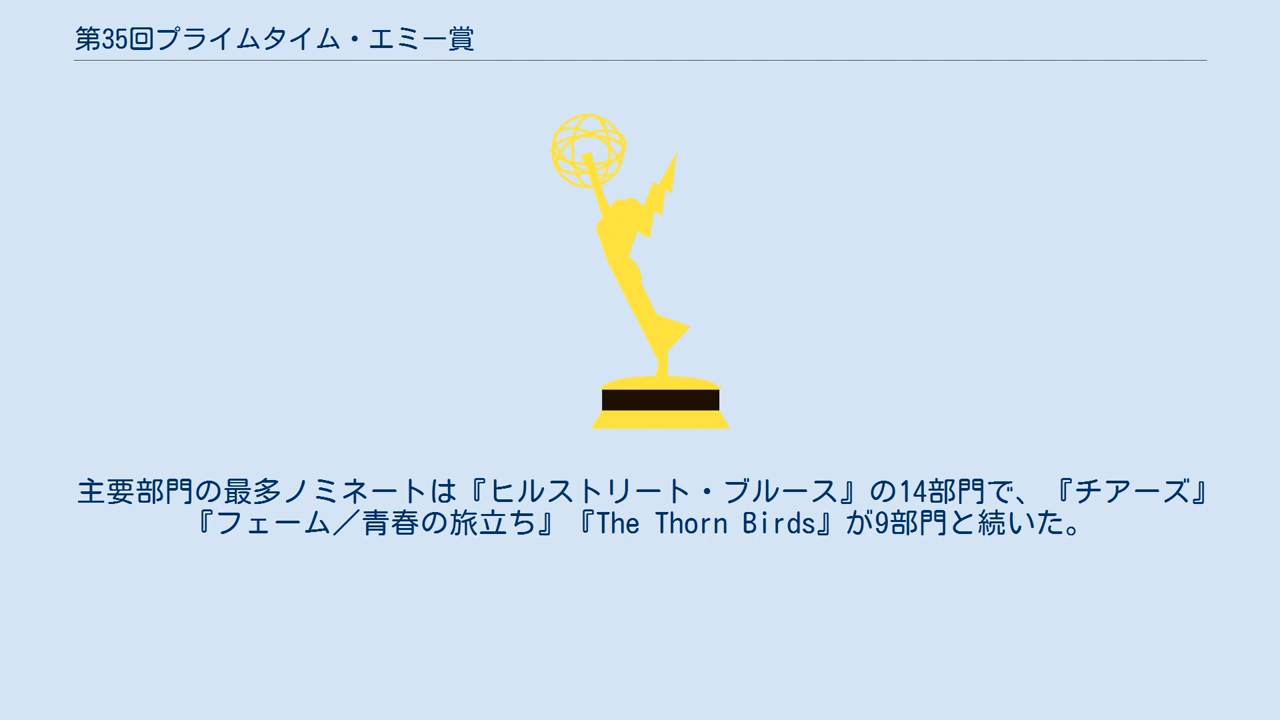 第35回プライムタイム・エミー賞
主要部門の最多ノミネートは『ヒルストリート・ブルース』の14部門で、『チアーズ』
『フェーム／青春の旅立ち』『The Thorn Birds』が9部門と続いた。